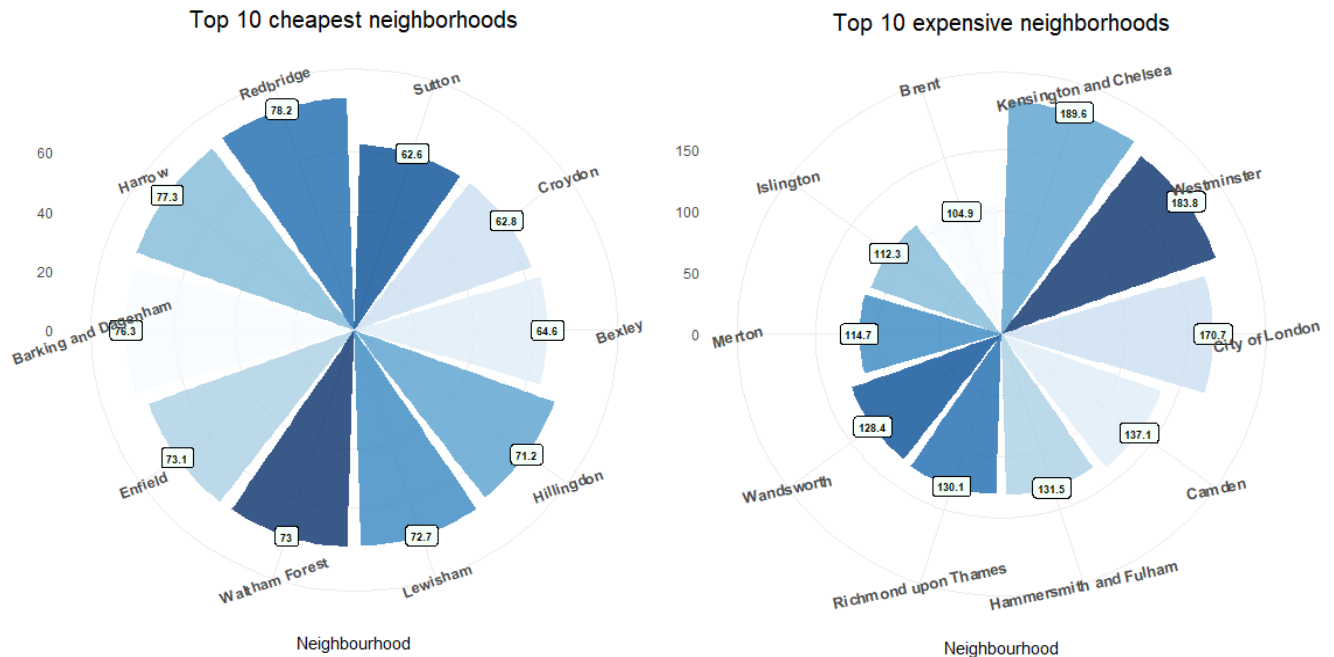 Top 10 cheapest neighborhoods
Redbridge
78.2
Sutton
62.6
Harrow
77.3
Croydon
62.8
60
40
20
0
Barking and Dagenham
76.3
Bexley
64.6
Enfield
73.1
Hillingdon
71.2
Waltham Forest
73
Lewisham
72.7
Neighbourhood
Top 10 expensive neighborhoods
Brent
104.9
Kensington and Chelsea
189.6
Islington
112.3
Westminster
183.8
150
100
50
0
Merton
114.7
City of London
170.7
Wandsworth
128.4
Camden
137.1
Richmond upon Thames
130.1
Hammersmith and Fulham
131.5
Neighbourhood